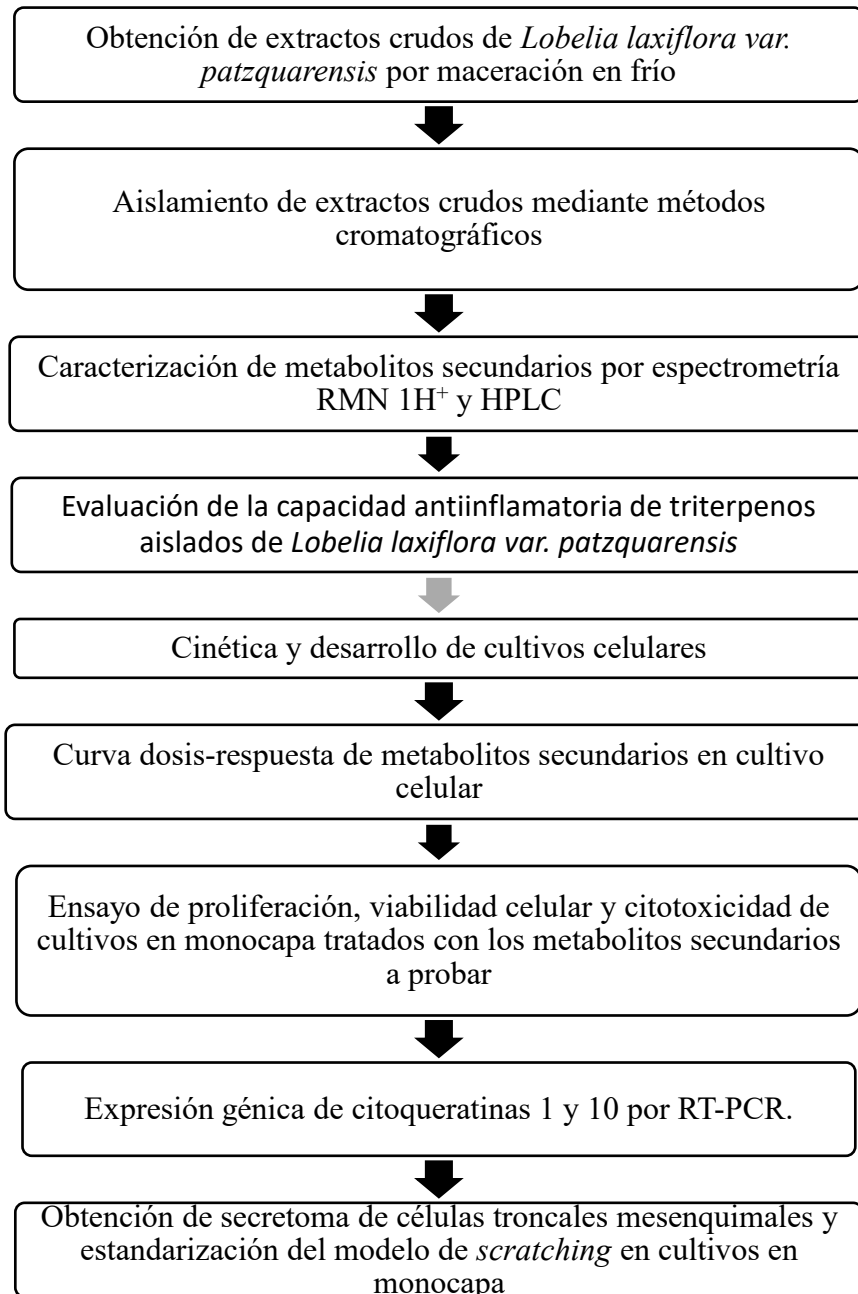 Obtención de extractos crudos de Lobelia laxiflora var.
patzquarensis por maceración en frío
Aislamiento de extractos crudos mediante métodos
cromatográficos
Caracterización de metabolitos secundarios por espectrometría
RMN 1H⁺ y HPLC
Evaluación de la capacidad antiinflamatoria de triterpenos
aislados de Lobelia laxiflora var. patzquarensis
Cinética y desarrollo de cultivos celulares
Curva dosis-respuesta de metabolitos secundarios en cultivo
celular
Ensayo de proliferación, viabilidad celular y citotoxicidad de
cultivos en monocapa tratados con los metabolitos secundarios
a probar
Expresión génica de citoqueratinas 1 y 10 por RT-PCR.
Obtención de secretoma de células troncales mesenquimales y
estandarización del modelo de scratching en cultivos en
monocapa